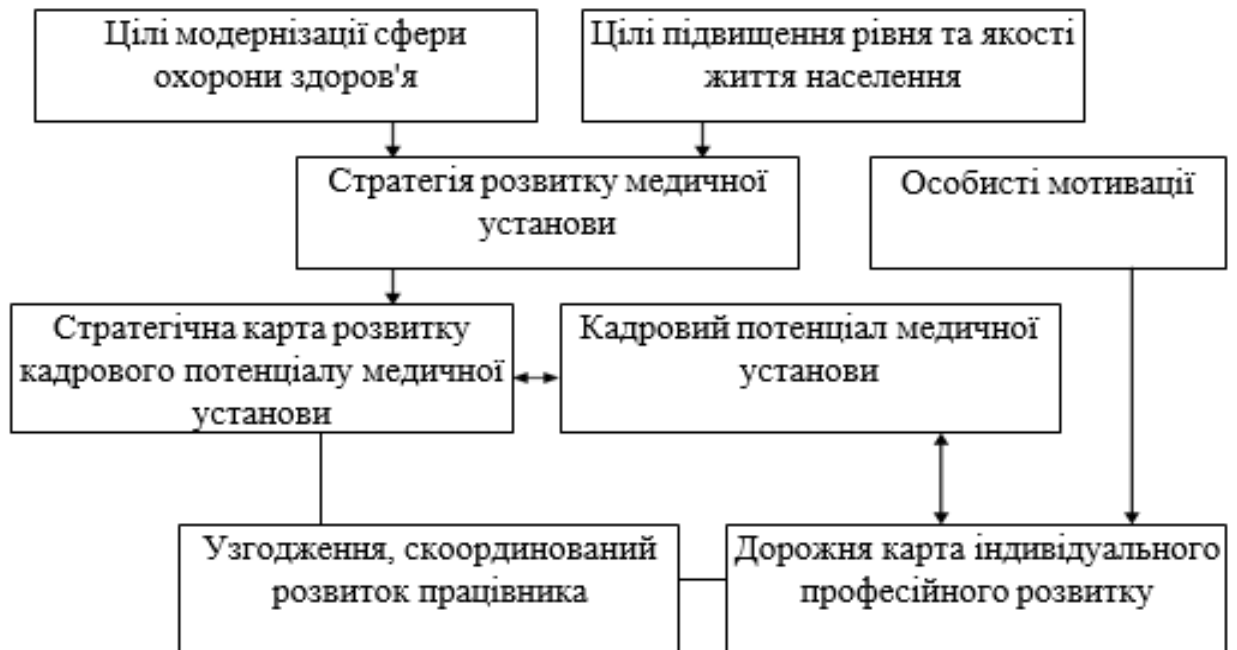 Цілі модернізації сфери
охорони здоров'я
Цілі підвищення рівня та якості
життя населення
Стратегія розвитку медичної
установи
Особисті мотивації
Стратегічна карта розвитку
кадрового потенціалу медичної
установи
Кадровий потенціал медичної
установи
Узгодження, скоординований
розвиток працівника
Дорожня карта індивідуального
професійного розвитку